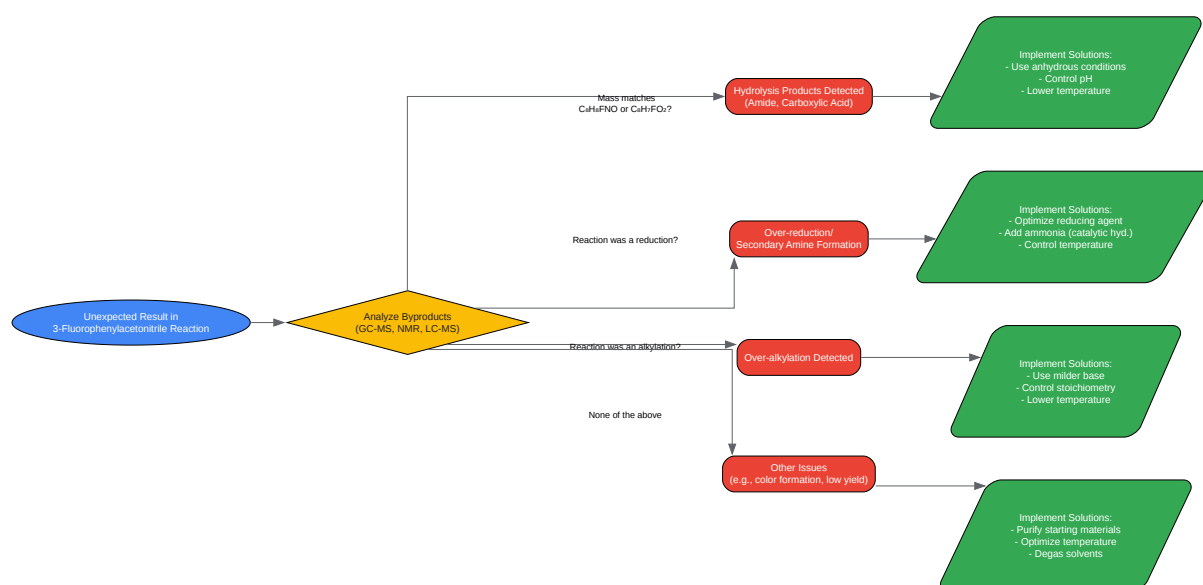 Unexpected Result in
3-Fluorophenylacetonitrile Reaction
Analyze Byproducts
(GC-MS, NMR, LC-MS)
Mass matches
C₈H₈FNO or C₈H₇FO₂?
Hydrolysis Products Detected
(Amide, Carboxylic Acid)
Implement Solutions:
- Use anhydrous conditions
- Control pH
- Lower temperature
Reaction was a reduction?
Over-reduction/
Secondary Amine Formation
Implement Solutions:
- Optimize reducing agent
- Add ammonia (catalytic hyd.)
- Control temperature
Reaction was an alkylation?
Over-alkylation Detected
Implement Solutions:
- Use milder base
- Control stoichiometry
- Lower temperature
None of the above
Other Issues
(e.g., color formation, low yield)
Implement Solutions:
- Purify starting materials
- Optimize temperature
- Degas solvents